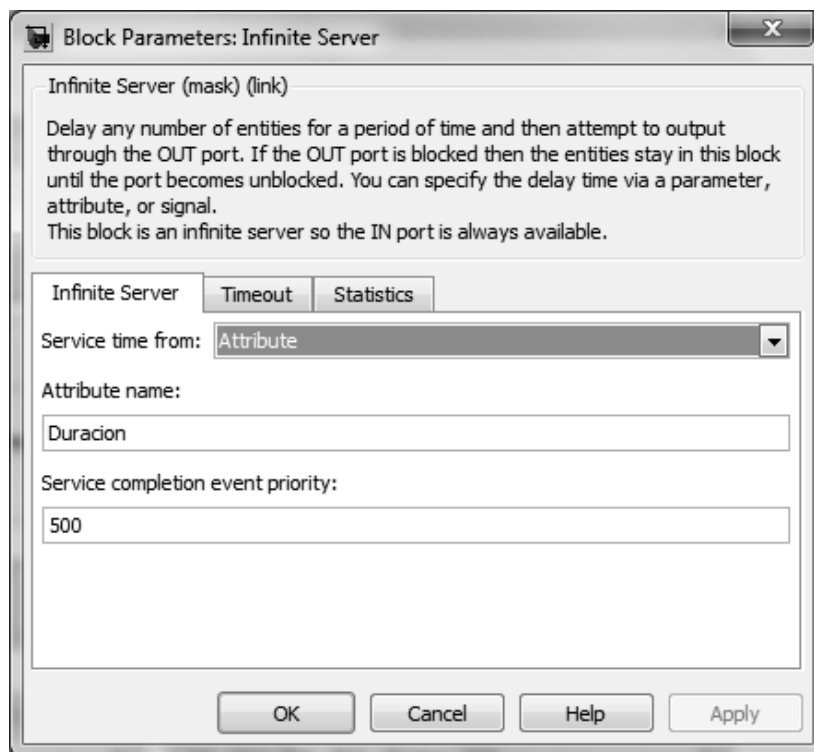 Block Parameters: Infinite Server
X
Infinite Server (mask) (link)
Delay any number of entities for a period of time and then attempt to output
through the OUT port. If the OUT port is blocked then the entities stay in this block
until the port becomes unblocked. You can specify the delay time via a parameter,
attribute, or signal.
This block is an infinite server so the IN port is always available.
Infinite Server Timeout Statistics
Service time from: Attribute
Attribute name:
Duracion
Service completion event priority:
500
OK Cancel Help Apply